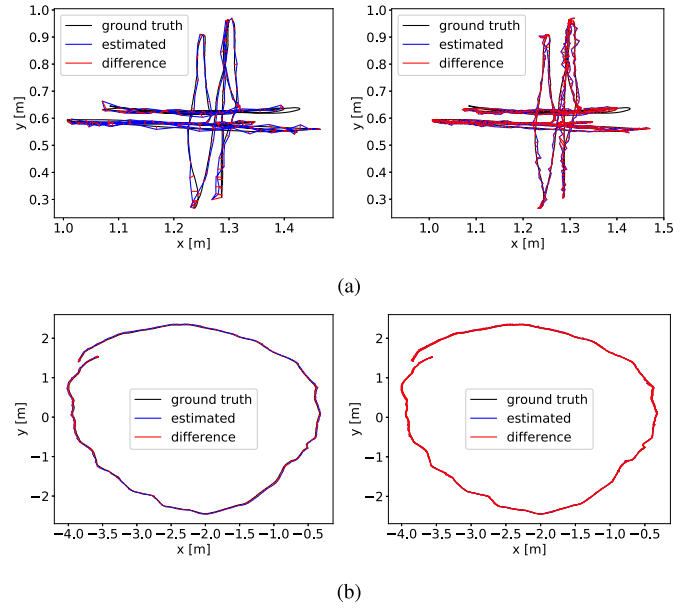 1.0
0.9
0.8
0.7
0.6
0.5
0.4
0.3
y [m]
ground truth
estimated
difference
1.0 1.1 1.2 1.3 1.4
x [m]
1.0
0.9
0.8
0.7
0.6
0.5
0.4
0.3
y [m]
ground truth
estimated
difference
1.0 1.1 1.2 1.3 1.4 1.5
x [m]
(a)
2
1
0
−1
−2
y [m]
ground truth
estimated
difference
−4.0 −3.5 −3.0 −2.5 −2.0 −1.5 −1.0 −0.5
x [m]
2
1
0
−1
−2
y [m]
ground truth
estimated
difference
−4.0 −3.5 −3.0 −2.5 −2.0 −1.5 −1.0 −0.5
x [m]
(b)